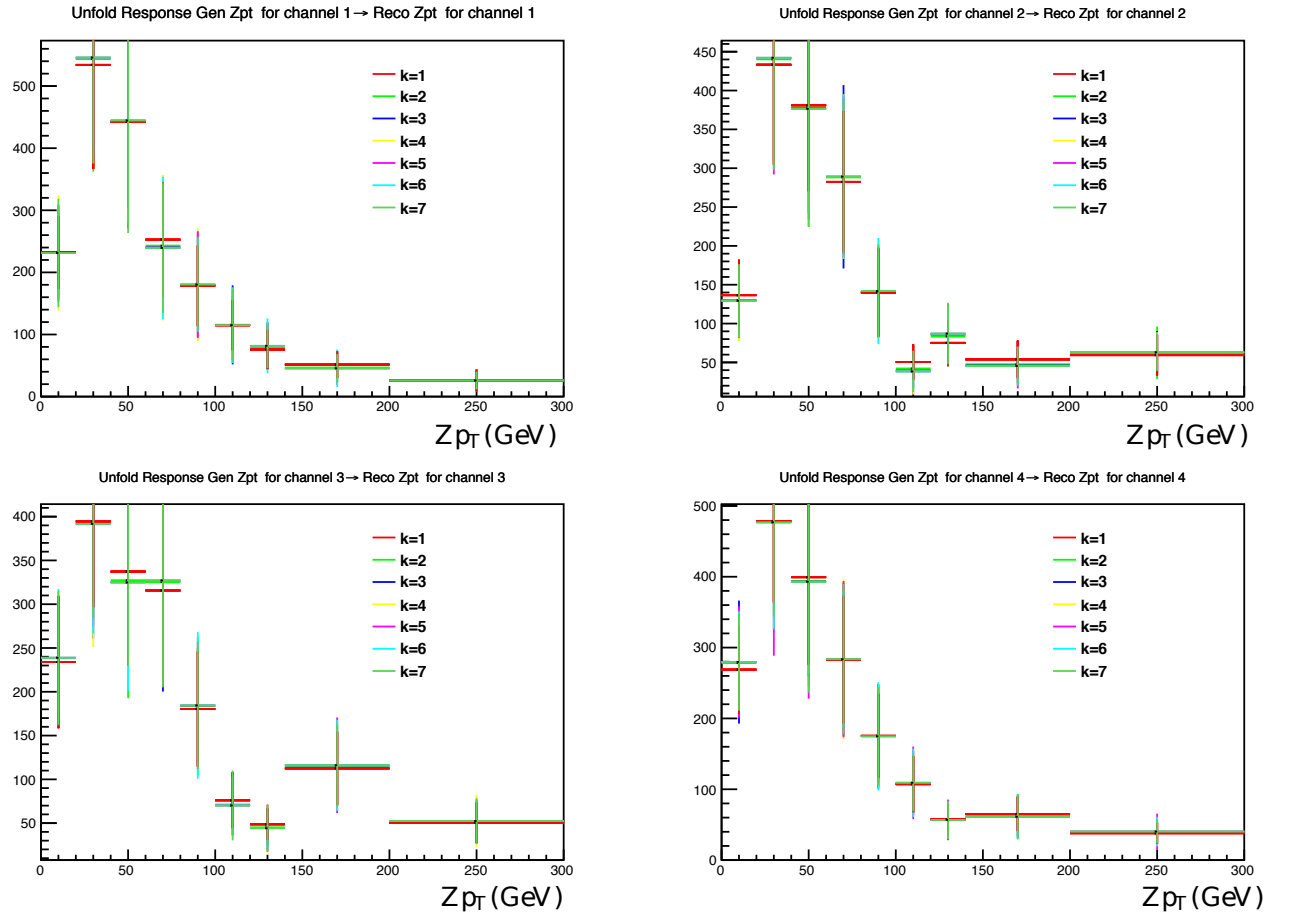 Unfold Response Gen Zpt for channel 1→ Reco Zpt for channel 1
500
400
300
200
100
0
0 50 100 150 200 250 300
Z pT (GeV)
k=1
k=2
k=3
k=4
k=5
k=6
k=7
Unfold Response Gen Zpt for channel 2→ Reco Zpt for channel 2
450
400
350
300
250
200
150
100
50
0 50 100 150 200 250 300
Z pT (GeV)
k=1
k=2
k=3
k=4
k=5
k=6
k=7
Unfold Response Gen Zpt for channel 3→ Reco Zpt for channel 3
400
350
300
250
200
150
100
50
0 50 100 150 200 250 300
Z pT (GeV)
k=1
k=2
k=3
k=4
k=5
k=6
k=7
Unfold Response Gen Zpt for channel 4→ Reco Zpt for channel 4
500
400
300
200
100
0
0 50 100 150 200 250 300
Z pT (GeV)
k=1
k=2
k=3
k=4
k=5
k=6
k=7